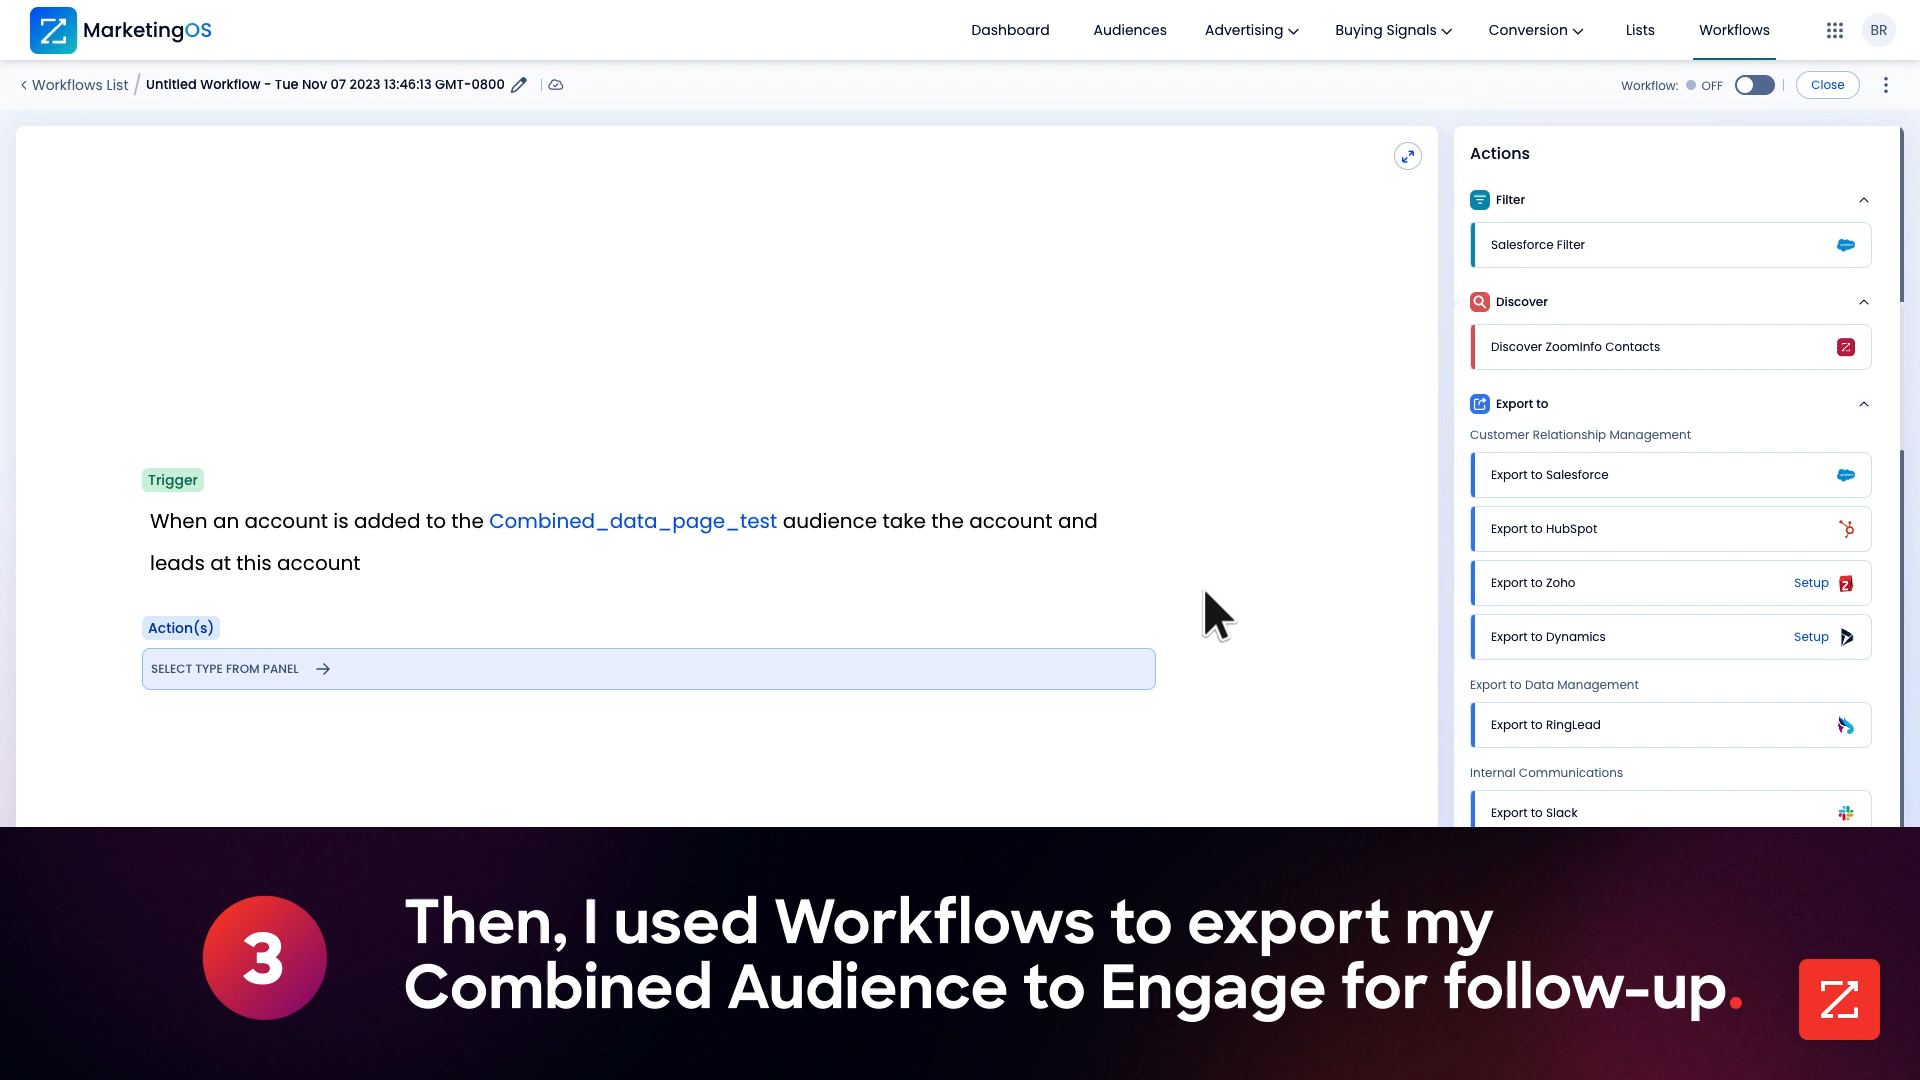 MarketingOS
Dashboard
Audiences
Advertising
Buying Signals
Conversion
Lists
Workflows
BR
Workflows List / Untitled Workflow - Tue Nov 07 2023 13:46:13 GMT-0800
Workflow: OFF
Close
Trigger
When an account is added to the Combined_data_page_test audience take the account and
leads at this account
Action(s)
SELECT TYPE FROM PANEL
Actions
Filter
Salesforce Filter
Discover
Discover ZoomInfo Contacts
Export to
Customer Relationship Management
Export to Salesforce
Export to HubSpot
Export to Zoho
Setup
Export to Dynamics
Setup
Export to Data Management
Export to RingLead
Internal Communications
Export to Slack
3
Then, I used Workflows to export my
Combined Audience to Engage for follow-up.